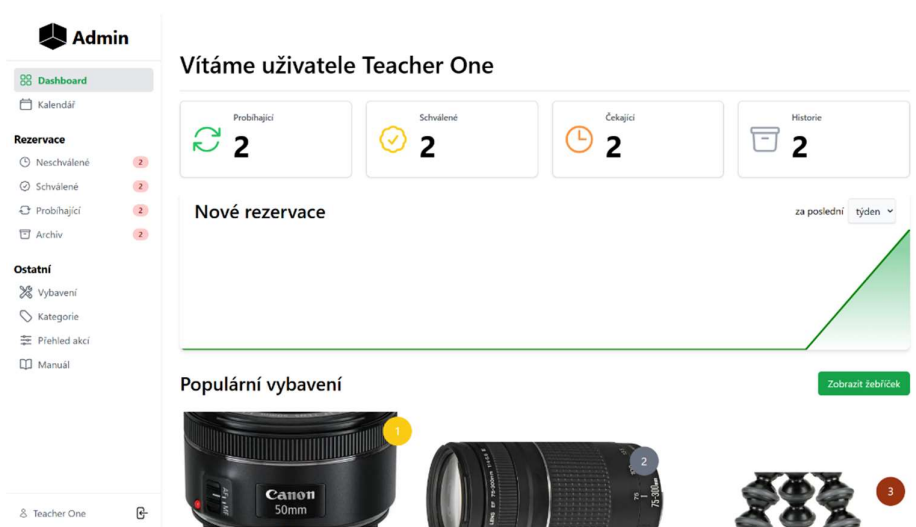 Admin
Dashboard
Kalendář
Rezervace
Neschválené 2
Schválené 2
Probíhající 2
Archiv 2
Ostatní
Vybavení
Kategorie
Přehled akcí
Manuál
Teacher One
Vítáme uživatele Teacher One
Probíhající
2
Schválené
2
Čekající
2
Historie
2
Nové rezervace
za poslední týden
Populární vybavení
Zobrazit žebříček
1
Canon
50mm
2
75-300
3